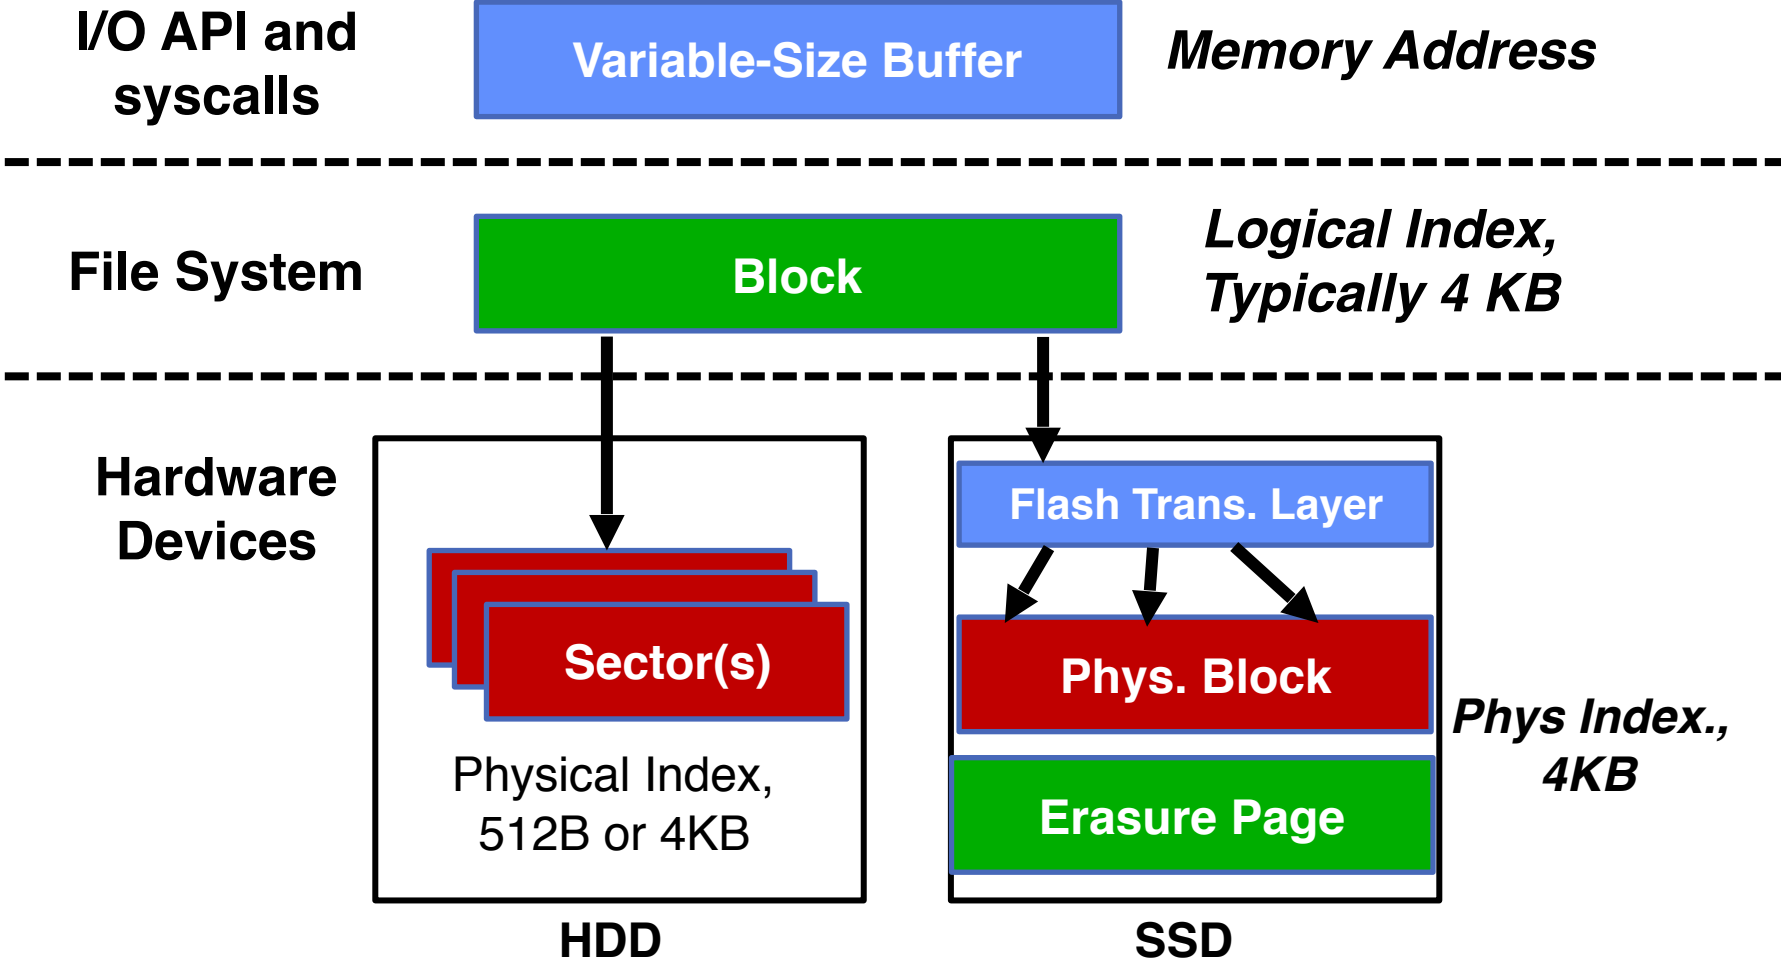 I/O API and
syscalls
Variable-Size Buffer
Memory Address
File System
Block
Logical Index,
Typically 4 KB
Hardware
Devices
Sector(s)
Physical Index,
512B or 4KB
HDD
Flash Trans. Layer
Phys. Block
Erasure Page
SSD
Phys Index.,
4KB